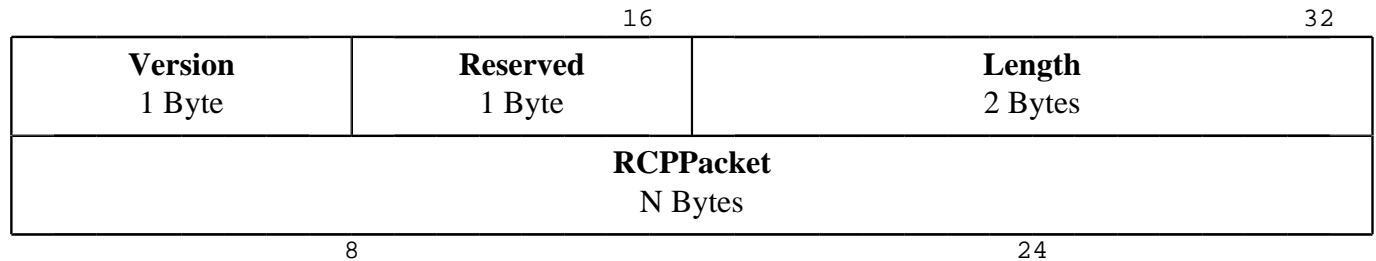 16 32
Version Reserved Length
1 Byte 1 Byte 2 Bytes
RCPPacket
N Bytes
8 24